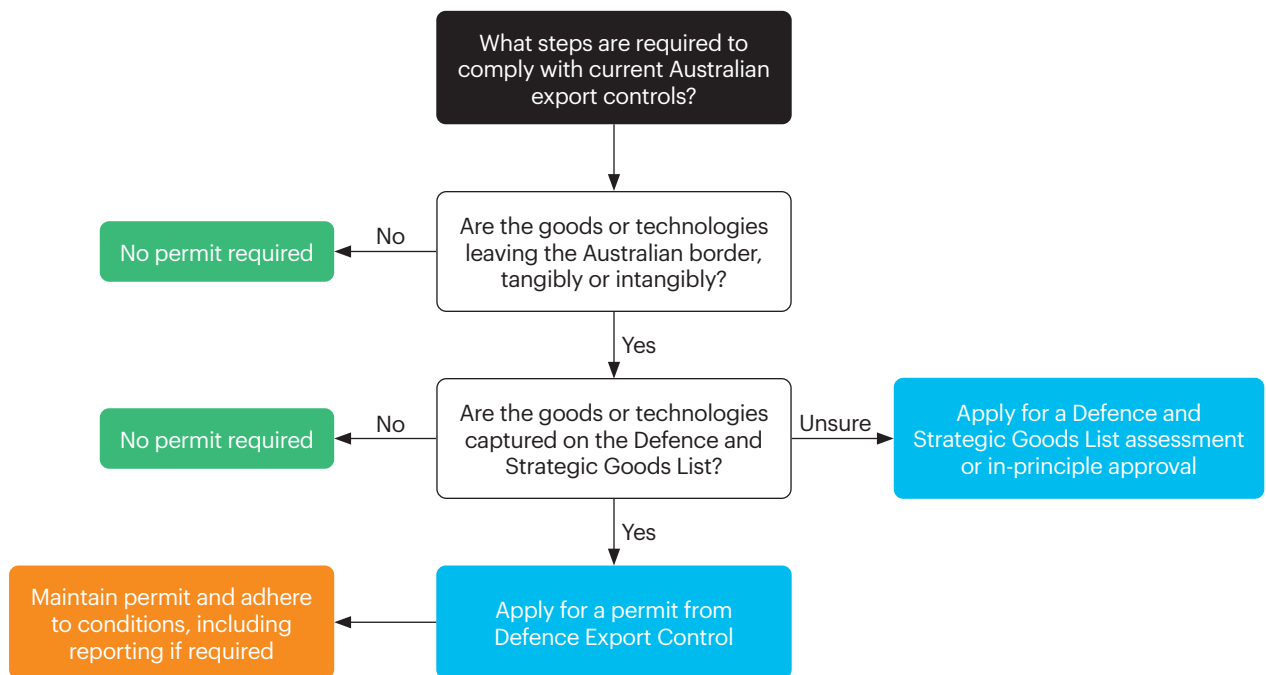 What steps are required to
comply with current Australian
export controls?
No permit required
No
Are the goods or technologies
leaving the Australian border,
tangibly or intangibly?
Yes
No permit required
No
Are the goods or technologies
captured on the Defence and
Strategic Goods List?
Unsure
Apply for a Defence and
Strategic Goods List assessment
or in-principle approval
Yes
Maintain permit and adhere
to conditions, including
reporting if required
Apply for a permit from
Defence Export Control